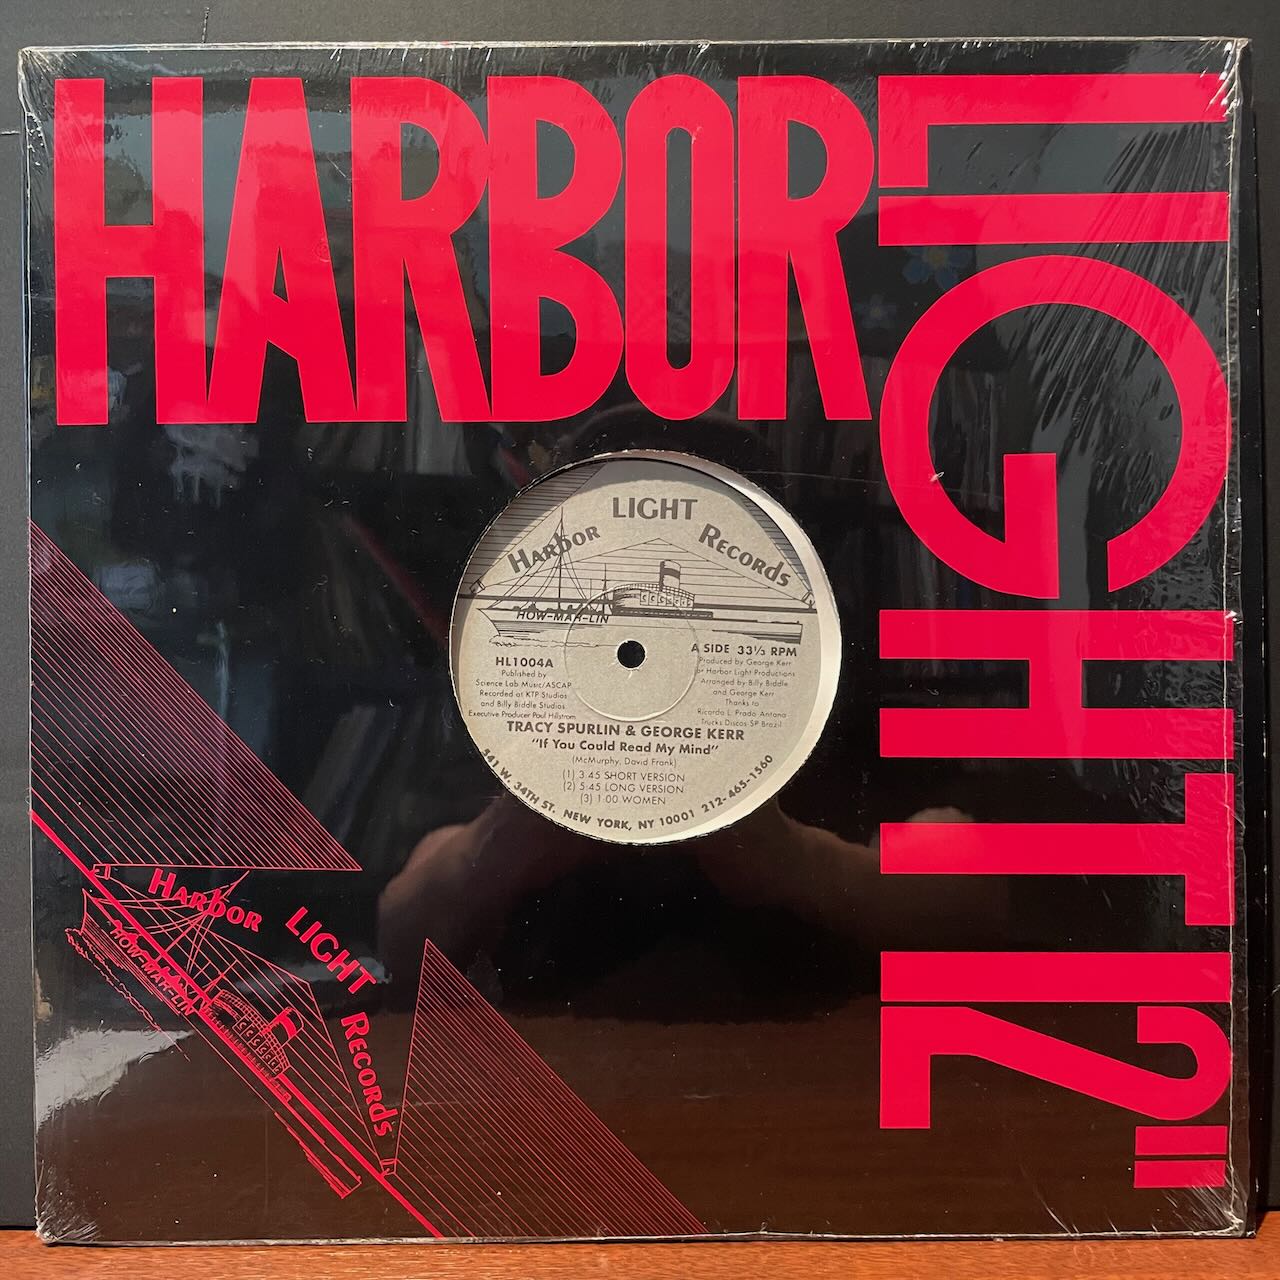 HARBOR
LIGHT 12"
HARBOR LIGHT RECORDS
HOW-MAH-LIN
HL1004A
Published by
Science Lab Music/ASCAP
Recorded at KTP Studios
and Billy Biddle Studios
Executive Producer Paul Hillstrom
A SIDE 33⅓ RPM
Produced by George Kerr
for Harbor Light Productions
Arranged by Billy Biddle
and George Kerr
Thanks to
Ricardo L. Prado Antana
Trucks Discos SP Brazil
TRACY SPURLIN & GEORGE KERR
"If You Could Read My Mind"
(McMurphy, David Frank)
(1) 3:45 SHORT VERSION
(2) 5:45 LONG VERSION
(3) 1:00 WOMEN
541 W. 34TH ST. NEW YORK, NY 10001 212-465-1560
HARBOR LIGHT RECORDS
HOW-MAH-LIN